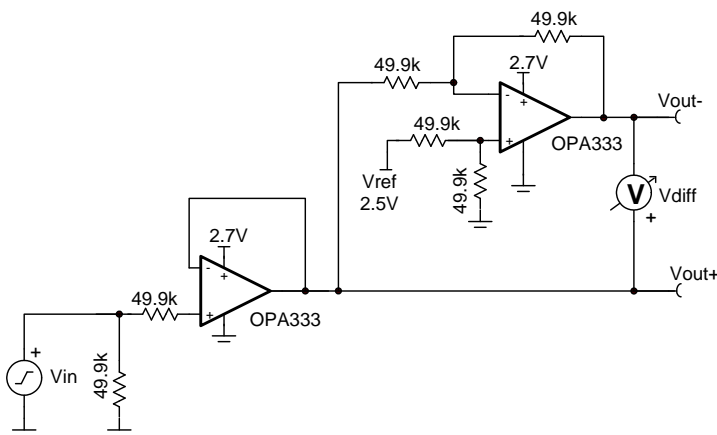 49.9k
49.9k
2.7V
-
+
+
OPA333
Vout-
49.9k
Vref
2.5V
49.9k
V
Vdiff
+
2.7V
-
+
+
OPA333
Vout+
49.9k
+
Vin
49.9k